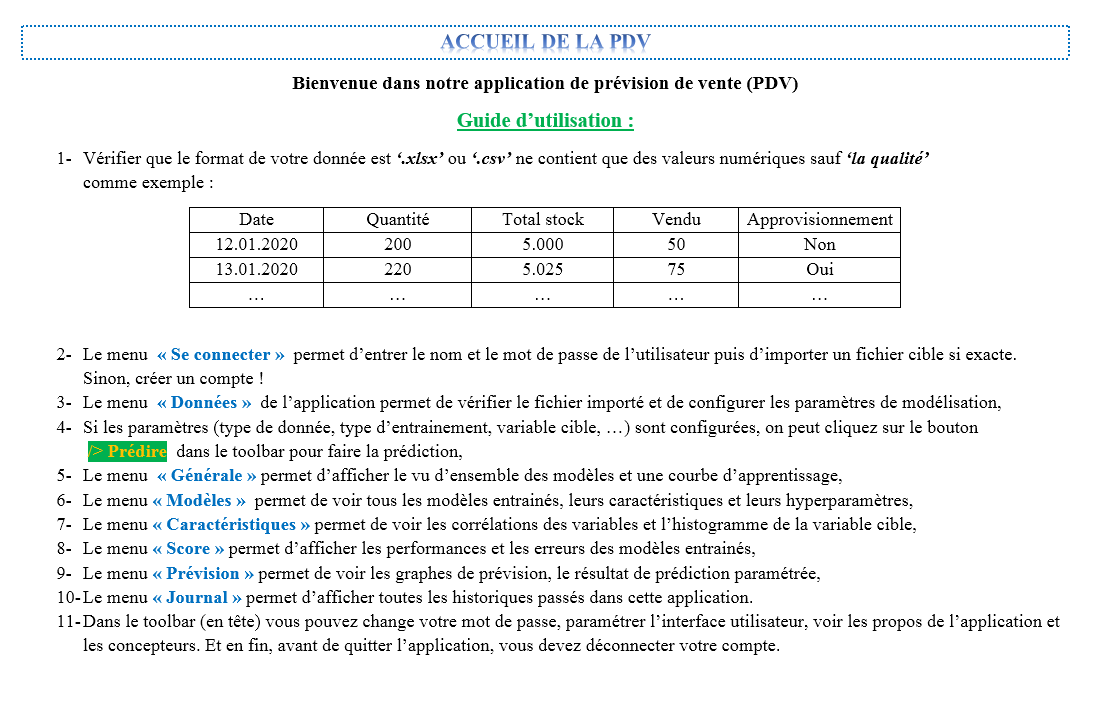 ACCUEIL DE LA PDV
Bienvenue dans notre application de prévision de vente (PDV)
Guide d’utilisation :
1- Vérifier que le format de votre donnée est ‘.xlsx’ ou ‘.csv’ ne contient que des valeurs numériques sauf ‘la qualité’
comme exemple :
Date Quantité Total stock Vendu Approvisionnement
12.01.2020 200 5.000 50 Non
13.01.2020 220 5.025 75 Oui
… … … … …
2- Le menu « Se connecter » permet d’entrer le nom et le mot de passe de l’utilisateur puis d’importer un fichier cible si exacte.
Sinon, créer un compte !
3- Le menu « Données » de l’application permet de vérifier le fichier importé et de configurer les paramètres de modélisation,
4- Si les paramètres (type de donnée, type d’entrainement, variable cible, …) sont configurées, on peut cliquez sur le bouton
/> Prédire dans le toolbar pour faire la prédiction,
5- Le menu « Générale » permet d’afficher le vu d’ensemble des modèles et une courbe d’apprentissage,
6- Le menu « Modèles » permet de voir tous les modèles entrainés, leurs caractéristiques et leurs hyperparamètres,
7- Le menu « Caractéristiques » permet de voir les corrélations des variables et l’histogramme de la variable cible,
8- Le menu « Score » permet d’afficher les performances et les erreurs des modèles entrainés,
9- Le menu « Prévision » permet de voir les graphes de prévision, le résultat de prédiction paramétrée,
10- Le menu « Journal » permet d’afficher toutes les historiques passés dans cette application.
11- Dans le toolbar (en tête) vous pouvez change votre mot de passe, paramétrer l’interface utilisateur, voir les propos de l’application et
les concepteurs. Et en fin, avant de quitter l’application, vous devez déconnecter votre compte.